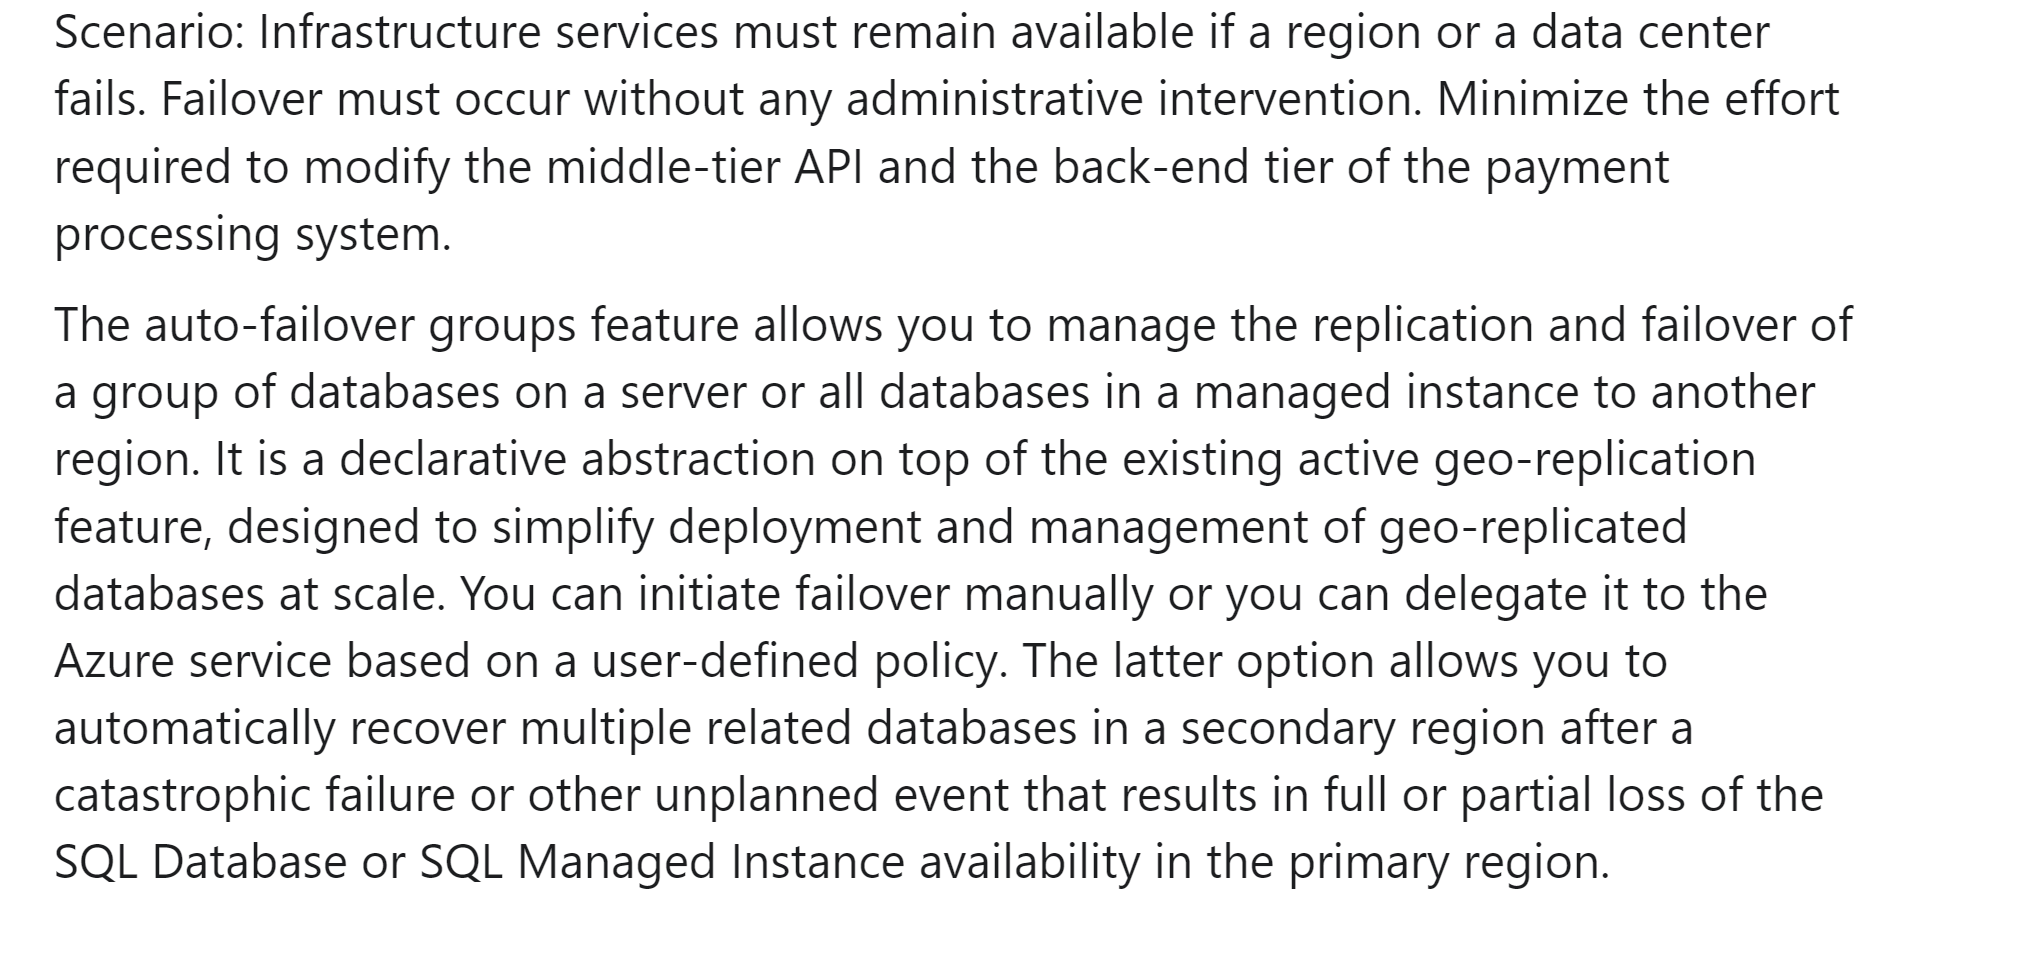 Scenario: Infrastructure services must remain available if a region or a data center
fails. Failover must occur without any administrative intervention. Minimize the effort
required to modify the middle-tier API and the back-end tier of the payment
processing system.
The auto-failover groups feature allows you to manage the replication and failover of
a group of databases on a server or all databases in a managed instance to another
region. It is a declarative abstraction on top of the existing active geo-replication
feature, designed to simplify deployment and management of geo-replicated
databases at scale. You can initiate failover manually or you can delegate it to the
Azure service based on a user-defined policy. The latter option allows you to
automatically recover multiple related databases in a secondary region after a
catastrophic failure or other unplanned event that results in full or partial loss of the
SQL Database or SQL Managed Instance availability in the primary region.